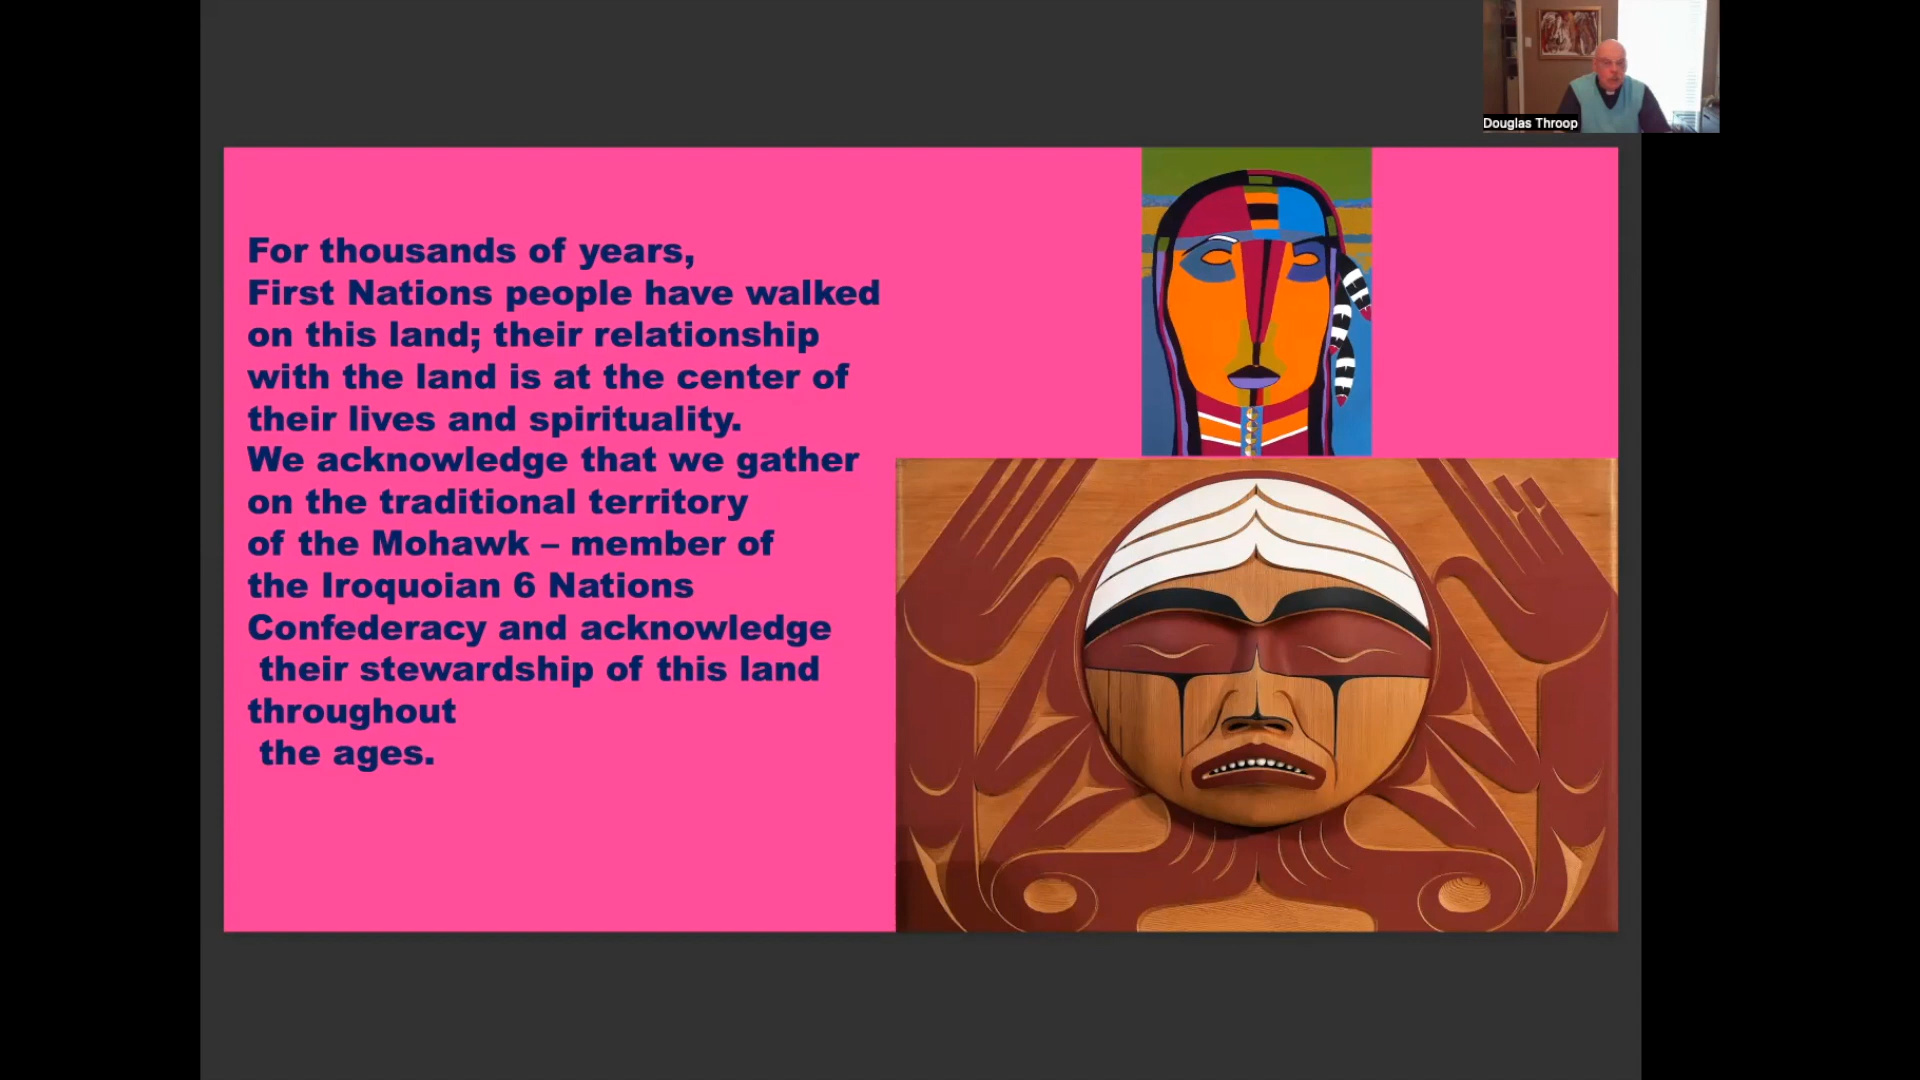 Douglas Throop
For thousands of years,
First Nations people have walked
on this land; their relationship
with the land is at the center of
their lives and spirituality.
We acknowledge that we gather
on the traditional territory
of the Mohawk – member of
the Iroquoian 6 Nations
Confederacy and acknowledge
their stewardship of this land
throughout
the ages.